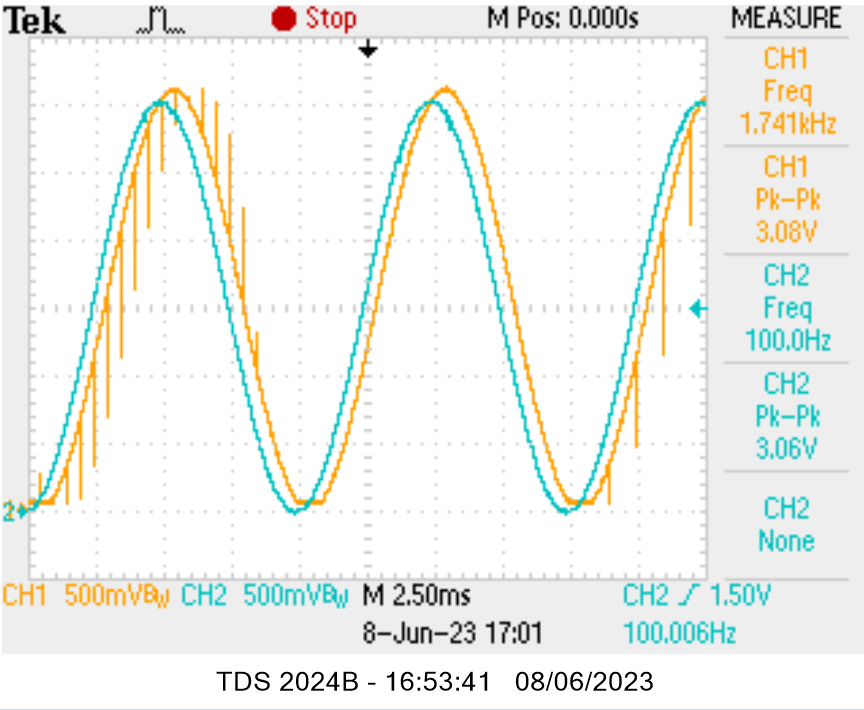 Tek Stop M Pos: 0.000s MEASURE
CH1
Freq
1.741kHz
CH1
Pk-Pk
3.08V
CH2
Freq
100.0Hz
CH2
Pk-Pk
3.06V
CH2
None
2
CH1 500mVBW CH2 500mVBW M 2.50ms CH2 1.50V
8-Jun-23 17:01 100.006Hz
TDS 2024B - 16:53:41 08/06/2023